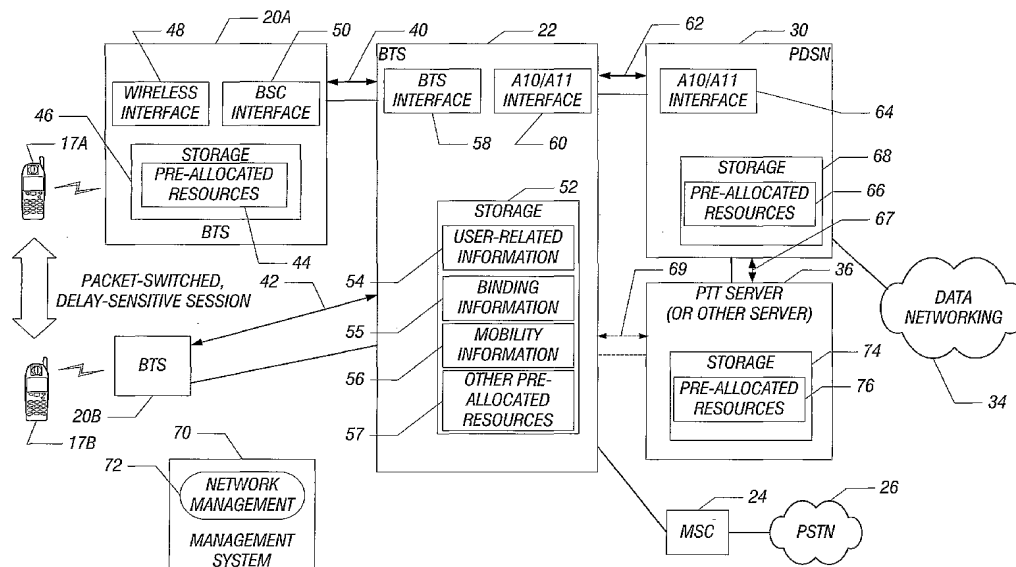 20A
48
50
40
22
62
30
BTS
PDSN
WIRELESS
INTERFACE
BSC
INTERFACE
BTS
INTERFACE
A10/A11
INTERFACE
A10/A11
INTERFACE
46
58
60
64
17A
STORAGE
PRE-ALLOCATED
RESOURCES
BTS
44
52
STORAGE
USER-RELATED
INFORMATION
54
BINDING
INFORMATION
55
MOBILITY
INFORMATION
56
OTHER PRE-
ALLOCATED
RESOURCES
57
STORAGE
PRE-ALLOCATED
RESOURCES
68
66
67
PACKET-SWITCHED,
DELAY-SENSITIVE SESSION
42
69
36
PTT SERVER
(OR OTHER SERVER)
STORAGE
PRE-ALLOCATED
RESOURCES
74
76
DATA
NETWORKING
34
BTS
20B
17B
70
72
NETWORK
MANAGEMENT
MANAGEMENT
SYSTEM
24
MSC
26
PSTN